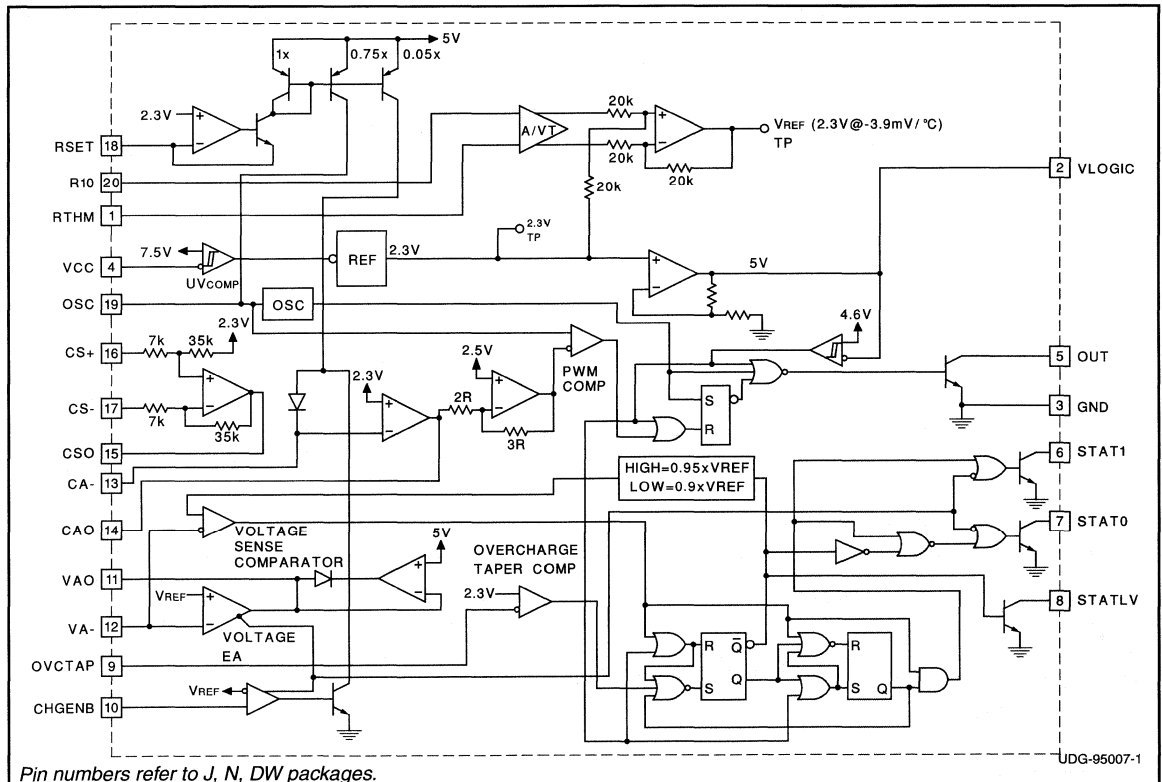 1x
0.75x
0.05x
5V
2.3V
+
−
RSET 18
R10 20
RTHM 1
A/VT
20k
20k
+
−
20k
20k
VREF (2.3V@-3.9mV/°C)
TP
2 VLOGIC
2.3V
TP
7.5V
VCC 4
UVCOMP
REF
2.3V
+
−
5V
OSC 19
OSC
4.6V
CS+ 16
7k
35k
2.3V
+
−
CS- 17
7k
35k
CSO 15
CA- 13
2.3V
+
−
2R
2.5V
+
−
3R
PWM
COMP
S
R
5 OUT
3 GND
6 STAT1
HIGH=0.95xVREF
LOW=0.9xVREF
CAO 14
VOLTAGE
SENSE
COMPARATOR
7 STAT0
VAO 11
5V
+
−
OVERCHARGE
TAPER COMP
2.3V
8 STATLV
VREF
+
−
VA- 12
VOLTAGE
EA
OVCTAP 9
R
Q̅
S
Q
R
S
Q
VREF
CHGENB 10
UDG-95007-1
Pin numbers refer to J, N, DW packages.